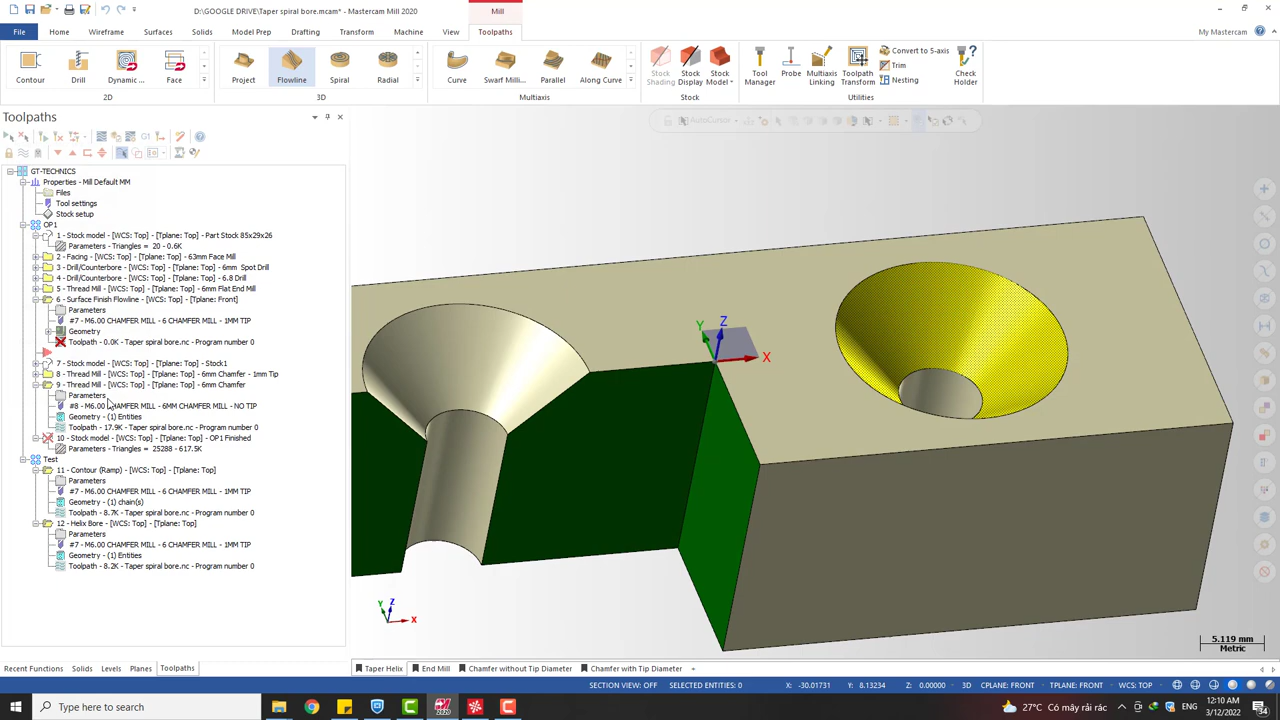 D:\GOOGLE DRIVE\Taper spiral bore.mcam* - Mastercam Mill 2020
Mill
File Home Wireframe Surfaces Solids Model Prep Drafting Transform Machine View Toolpaths
My Mastercam
Contour Drill Dynamic ... Face Project Flowline Spiral Radial Curve Swarf Milli... Parallel Along Curve Stock Shading Stock Display Stock Model Tool Manager Probe Multiaxis Linking Toolpath Transform Convert to 5-axis Trim Nesting Check Holder
2D 3D Multiaxis Stock Utilities
Toolpaths
AutoCursor
G1
GT-TECHNICS
Properties - Mill Default MM
Files
Tool settings
Stock setup
OP1
1 - Stock model - [WCS: Top] - [Tplane: Top] - Part Stock 85x29x26
Parameters - Triangles = 20 - 0.6K
2 - Facing - [WCS: Top] - [Tplane: Top] - 63mm Face Mill
3 - Drill/Counterbore - [WCS: Top] - [Tplane: Top] - 6mm Spot Drill
4 - Drill/Counterbore - [WCS: Top] - [Tplane: Top] - 6.8 Drill
5 - Thread Mill - [WCS: Top] - [Tplane: Top] - 6mm Flat End Mill
6 - Surface Finish Flowline - [WCS: Top] - [Tplane: Front]
Parameters
#7 - M6.00 CHAMFER MILL - 6 CHAMFER MILL - 1MM TIP
Geometry
Toolpath - 0.0K - Taper spiral bore.nc - Program number 0
7 - Stock model - [WCS: Top] - [Tplane: Top] - Stock1
8 - Thread Mill - [WCS: Top] - [Tplane: Top] - 6mm Chamfer - 1mm Tip
9 - Thread Mill - [WCS: Top] - [Tplane: Top] - 6mm Chamfer
Parameters
#8 - M6.00 CHAMFER MILL - 6MM CHAMFER MILL - NO TIP
Geometry - (1) Entities
Toolpath - 17.9K - Taper spiral bore.nc - Program number 0
10 - Stock model - [WCS: Top] - [Tplane: Top] - OP1 Finished
Parameters - Triangles = 25288 - 617.5K
Test
11 - Contour (Ramp) - [WCS: Top] - [Tplane: Top]
Parameters
#7 - M6.00 CHAMFER MILL - 6 CHAMFER MILL - 1MM TIP
Geometry - (1) chain(s)
Toolpath - 8.7K - Taper spiral bore.nc - Program number 0
12 - Helix Bore - [WCS: Top] - [Tplane: Top]
Parameters
#7 - M6.00 CHAMFER MILL - 6 CHAMFER MILL - 1MM TIP
Geometry - (1) Entities
Toolpath - 8.2K - Taper spiral bore.nc - Program number 0
Y Z X
Y Z X
5.119 mm
Metric
Recent Functions Solids Levels Planes Toolpaths
Taper Helix End Mill Chamfer without Tip Diameter Chamfer with Tip Diameter +
SECTION VIEW: OFF SELECTED ENTITIES: 0 X: -30.01731 Y: 8.13234 Z: 0.00000 3D CPLANE: FRONT TPLANE: FRONT WCS: TOP
Type here to search
2020
27°C Có mây rải rác
ENG
12:10 AM
3/12/2022
34